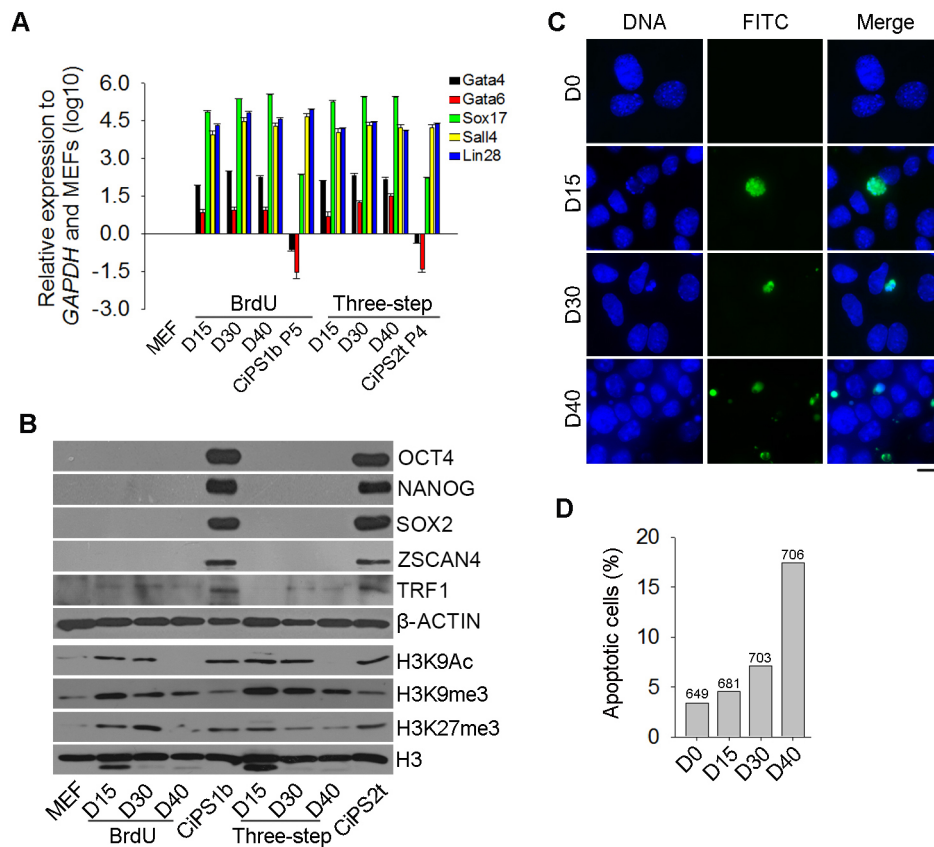 A
Relative expression to
GAPDH and MEFs (log10)
6.0
4.5
3.0
1.5
0.0
-1.5
-3.0
Gata4
Gata6
Sox17
Sall4
Lin28
BrdU
Three-step
MEF
D15
D30
D40
CiPS1b P5
D15
D30
D40
CiPS2t P4
B
OCT4
NANOG
SOX2
ZSCAN4
TRF1
β-ACTIN
H3K9Ac
H3K9me3
H3K27me3
H3
MEF
D15
D30
D40
CiPS1b
D15
D30
D40
CiPS2t
BrdU
Three-step
C
DNA
FITC
Merge
D0
D15
D30
D40
D
Apoptotic cells (%)
20
15
10
5
0
649
681
703
706
D0
D15
D30
D40